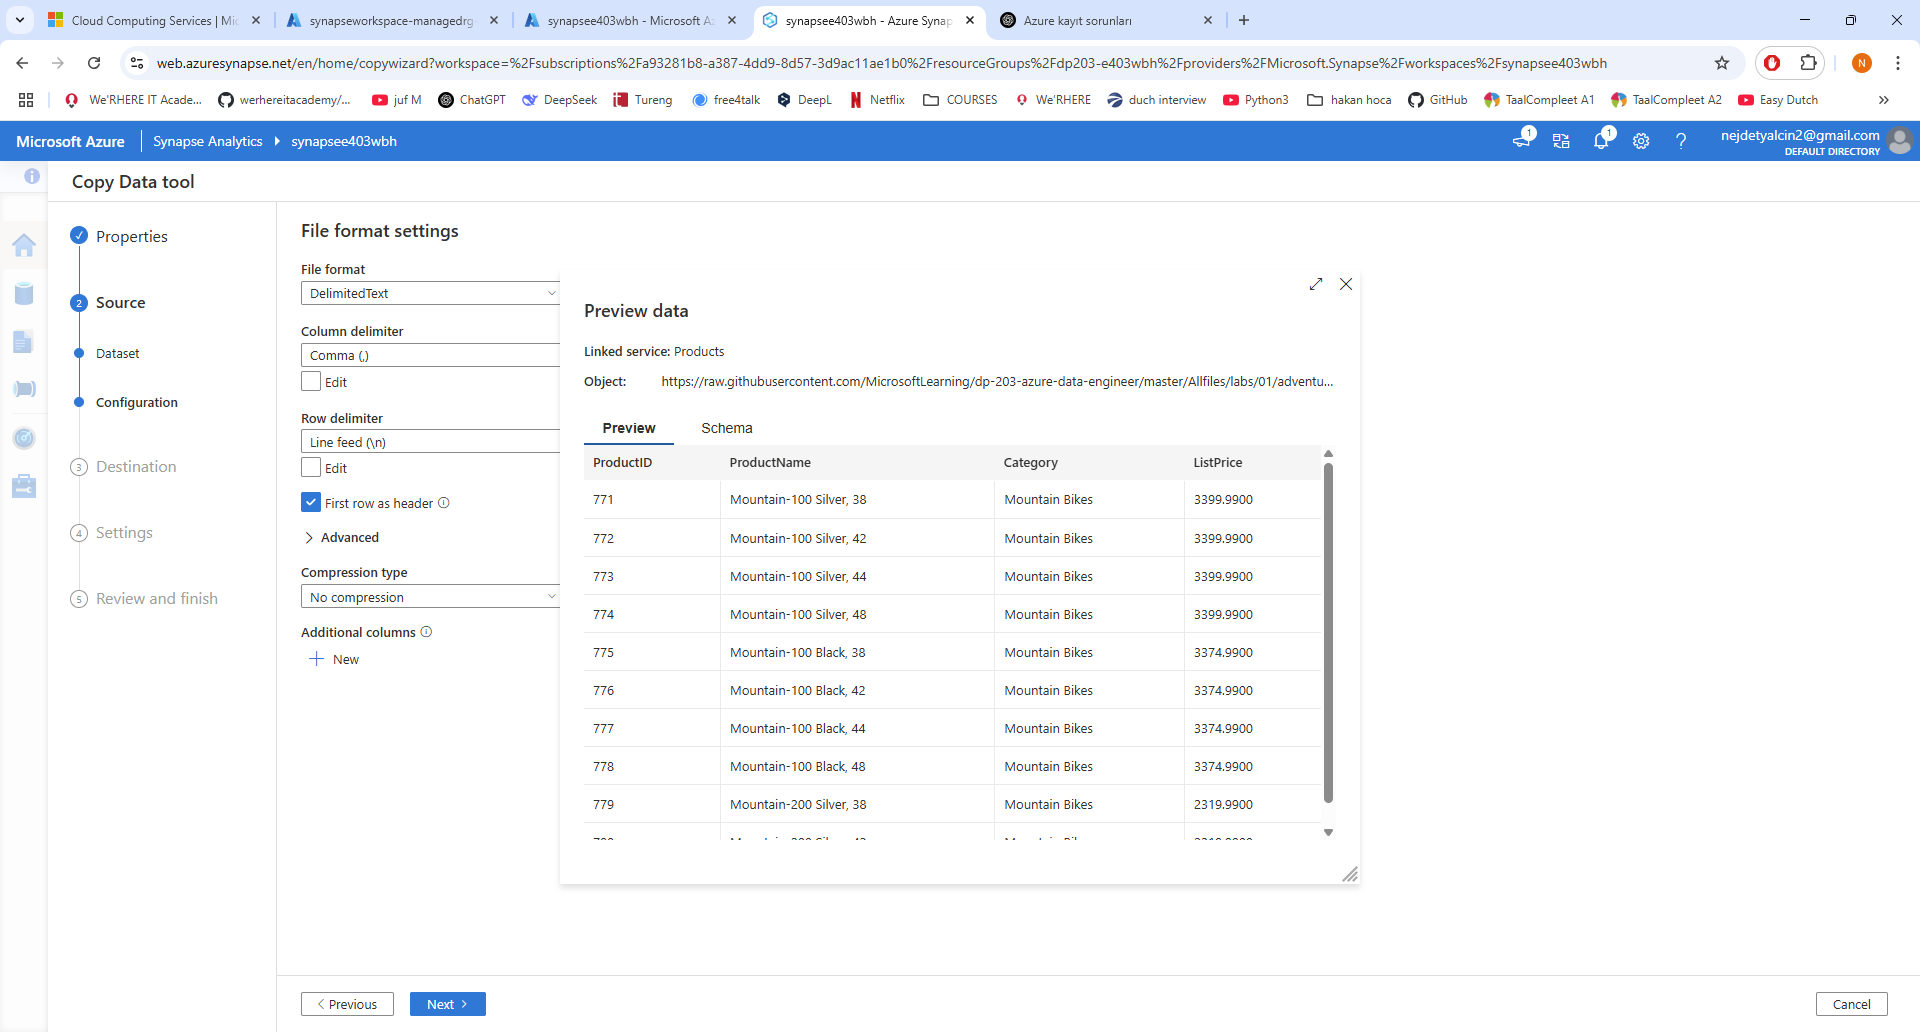 Cloud Computing Services | Mic
synapseworkspace-managedrg-
synapsee403wbh - Microsoft Az
synapsee403wbh - Azure Synap
Azure kayıt sorunları
web.azuresynapse.net/en/home/copywizard?workspace=%2Fsubscriptions%2Fa93281b8-a387-4dd9-8d57-3d9ac11ae1b0%2FresourceGroups%2Fdp203-e403wbh%2Fproviders%2FMicrosoft.Synapse%2Fworkspaces%2Fsynapsee403wbh
N
We'RHERE IT Acade...
werhereitacademy/...
juf M
ChatGPT
DeepSeek
Tureng
free4talk
DeepL
Netflix
COURSES
We'RHERE
duch interview
Python3
hakan hoca
GitHub
TaalCompleet A1
TaalCompleet A2
Easy Dutch
Microsoft Azure
Synapse Analytics
synapsee403wbh
1
1
nejdetyalcin2@gmail.com
DEFAULT DIRECTORY
Copy Data tool
Properties
2 Source
Dataset
Configuration
3 Destination
4 Settings
5 Review and finish
File format settings
File format
DelimitedText
Column delimiter
Comma (,)
Edit
Row delimiter
Line feed (\n)
Edit
First row as header
Advanced
Compression type
No compression
Additional columns
New
Preview data
Linked service: Products
Object: https://raw.githubusercontent.com/MicrosoftLearning/dp-203-azure-data-engineer/master/Allfiles/labs/01/adventu...
Preview Schema
ProductID ProductName Category ListPrice
771 Mountain-100 Silver, 38 Mountain Bikes 3399.9900
772 Mountain-100 Silver, 42 Mountain Bikes 3399.9900
773 Mountain-100 Silver, 44 Mountain Bikes 3399.9900
774 Mountain-100 Silver, 48 Mountain Bikes 3399.9900
775 Mountain-100 Black, 38 Mountain Bikes 3374.9900
776 Mountain-100 Black, 42 Mountain Bikes 3374.9900
777 Mountain-100 Black, 44 Mountain Bikes 3374.9900
778 Mountain-100 Black, 48 Mountain Bikes 3374.9900
779 Mountain-200 Silver, 38 Mountain Bikes 2319.9900
Previous
Next
Cancel